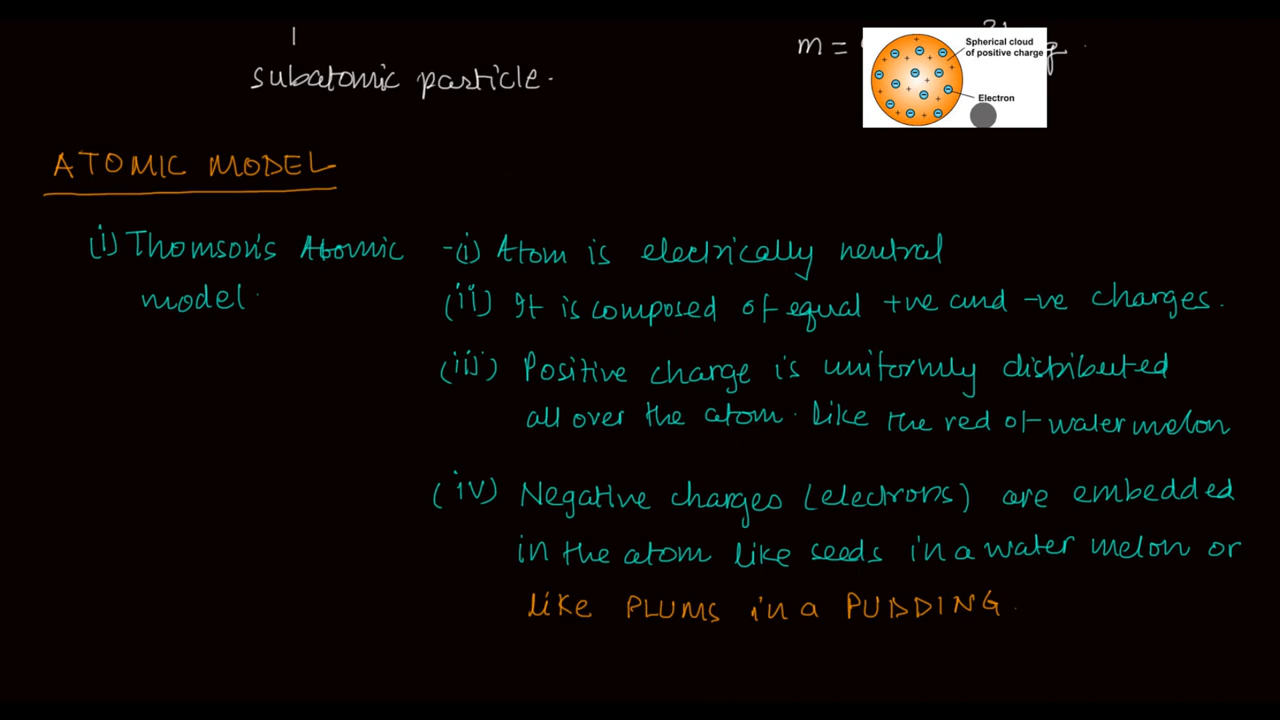 subatomic particle.
m =
Spherical cloud
of positive charge
Electron
ATOMIC MODEL
(i) Thomson's Atomic
model.
-(i) Atom is electrically neutral
(ii) It is composed of equal +ve and -ve charges.
(iii) Positive charge is uniformly distributed
all over the atom. Like the red of watermelon
(iv) Negative charges (electrons) are embedded
in the atom like seeds in a water melon or
like PLUMS in a PUDDING.